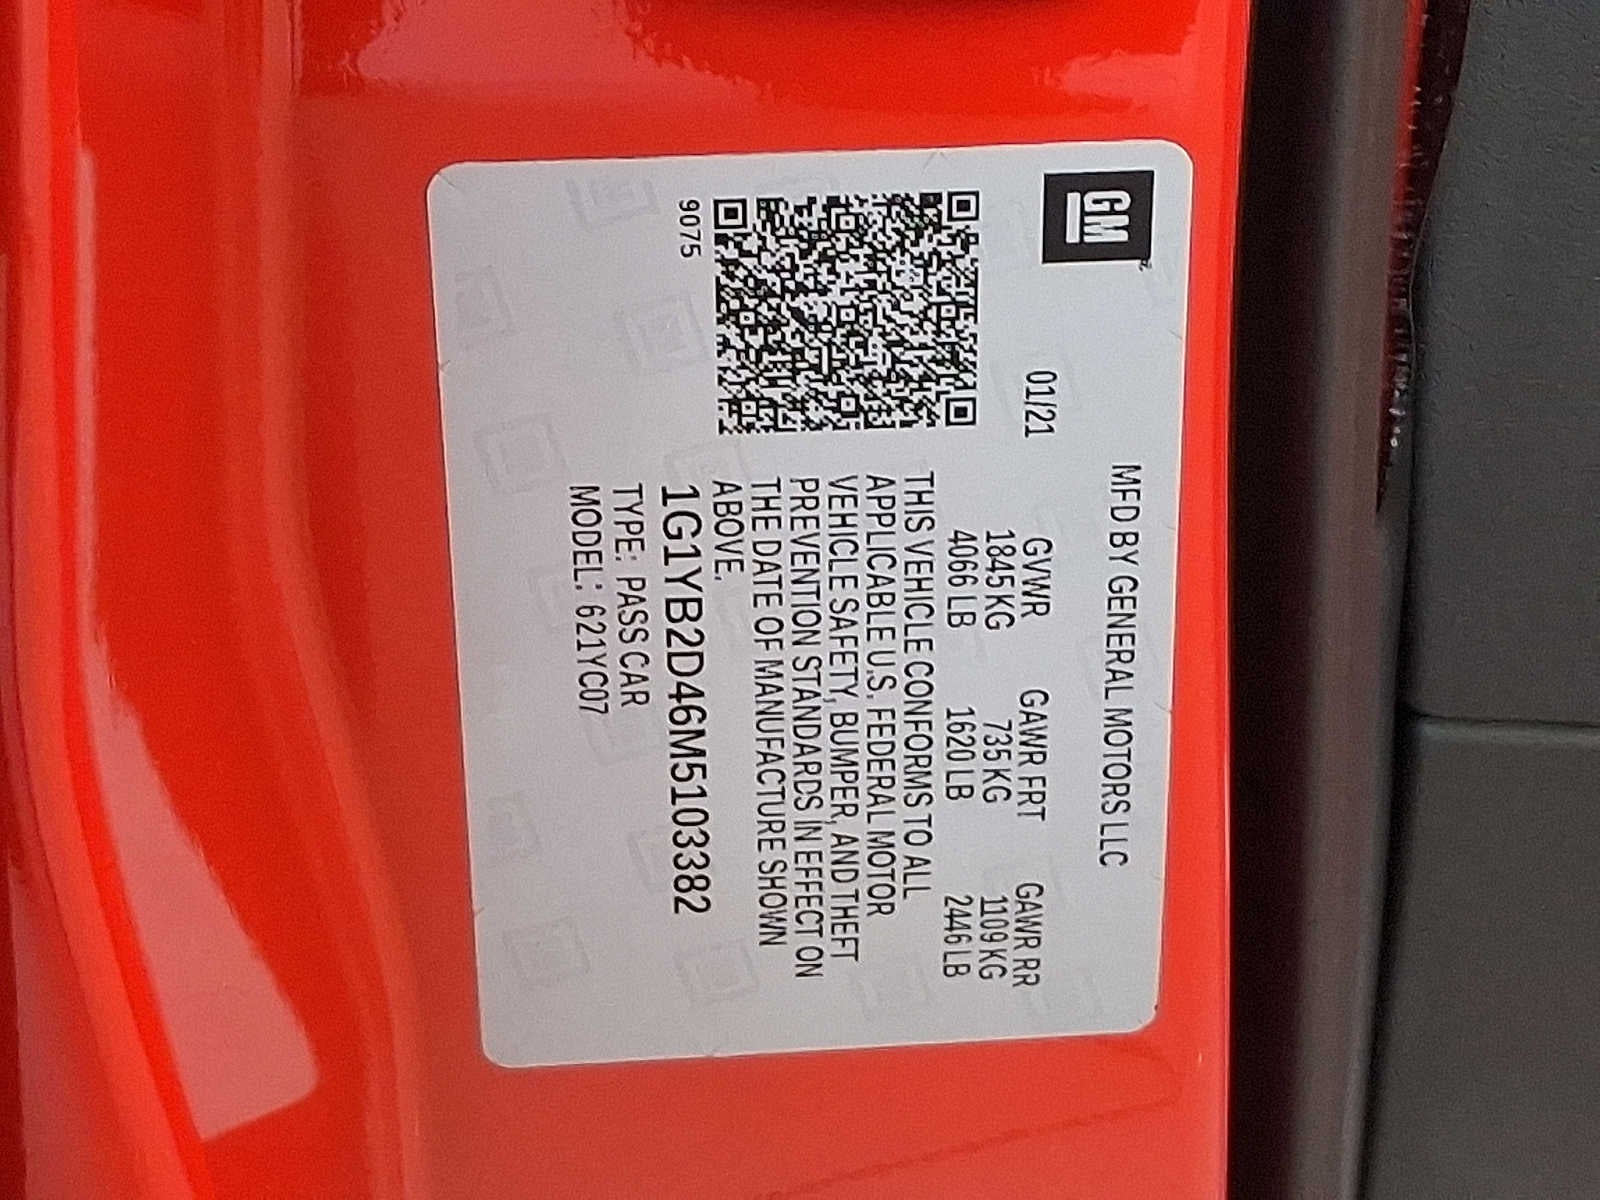 GM
MFD BY GENERAL MOTORS LLC
01/21
GVWR GAWR FRT GAWR RR
1845 KG 735 KG 1109 KG
4066 LB 1620 LB 2446 LB
THIS VEHICLE CONFORMS TO ALL
APPLICABLE U.S. FEDERAL MOTOR
VEHICLE SAFETY, BUMPER, AND THEFT
PREVENTION STANDARDS IN EFFECT ON
THE DATE OF MANUFACTURE SHOWN
ABOVE.
1G1YB2D46M5103382
TYPE: PASS CAR
MODEL: 621YC07
9075